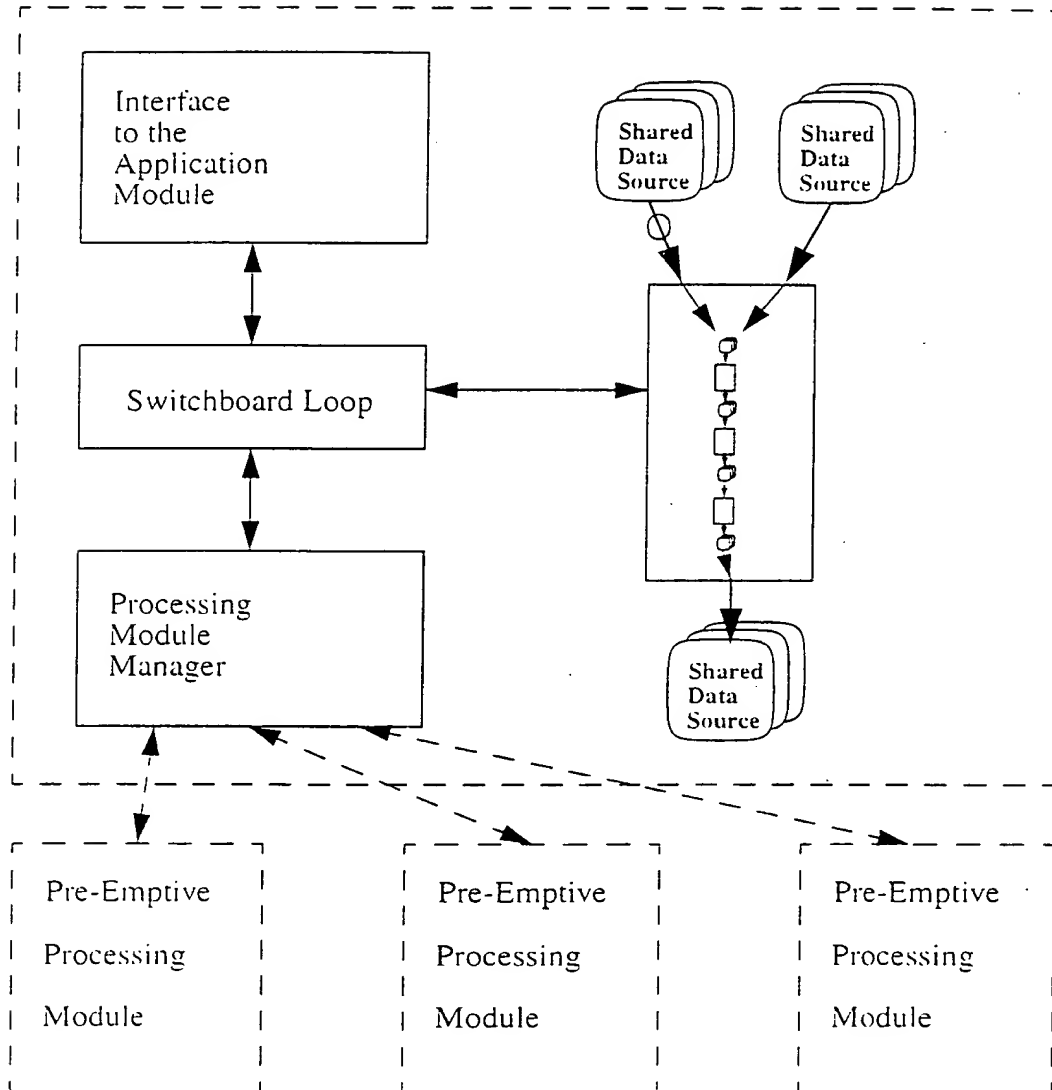 Interface
to the
Application
Module
Shared
Data
Source
Shared
Data
Source
Switchboard Loop
Processing
Module
Manager
Shared
Data
Source
Pre-Emptive
Processing
Module
Pre-Emptive
Processing
Module
Pre-Emptive
Processing
Module